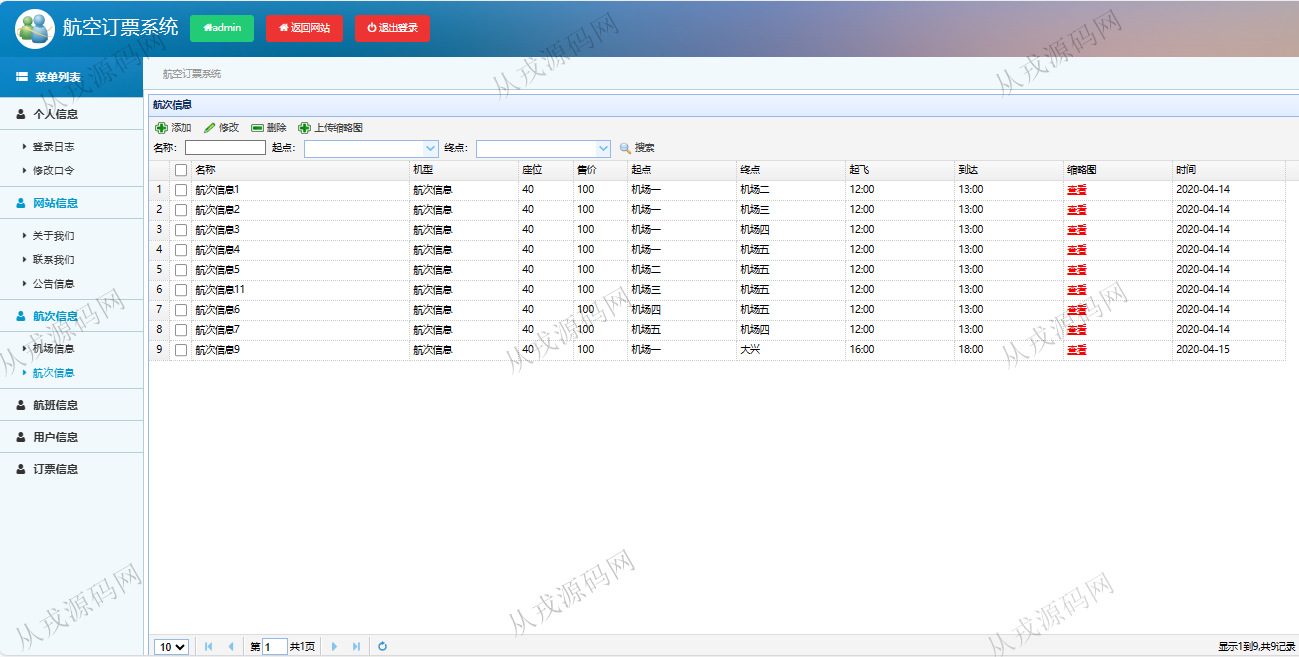 航空订票系统 admin 返回网站 退出登录
菜单列表
航空订票系统
个人信息
登录日志
修改口令
网站信息
关于我们
联系我们
公告信息
航次信息
机场信息
航次信息
航班信息
用户信息
订票信息
航次信息
添加 修改 删除 上传缩略图
名称: 起点: 终点: 搜索
名称 机型 座位 售价 起点 终点 起飞 到达 缩略图 时间
1 航次信息1 航次信息 40 100 机场一 机场二 12:00 13:00 查看 2020-04-14
2 航次信息2 航次信息 40 100 机场一 机场三 12:00 13:00 查看 2020-04-14
3 航次信息3 航次信息 40 100 机场一 机场四 12:00 13:00 查看 2020-04-14
4 航次信息4 航次信息 40 100 机场一 机场五 12:00 13:00 查看 2020-04-14
5 航次信息5 航次信息 40 100 机场二 机场五 12:00 13:00 查看 2020-04-14
6 航次信息11 航次信息 40 100 机场三 机场五 12:00 13:00 查看 2020-04-14
7 航次信息6 航次信息 40 100 机场四 机场五 12:00 13:00 查看 2020-04-14
8 航次信息7 航次信息 40 100 机场五 机场四 12:00 13:00 查看 2020-04-14
9 航次信息9 航次信息 40 100 机场一 大兴 16:00 18:00 查看 2020-04-15
10 第 1 共1页 显示1到9,共9记录
从戎源码网
从戎源码网
从戎源码网
从戎源码网
从戎源码网
从戎源码网
从戎源码网
从戎源码网
从戎源码网